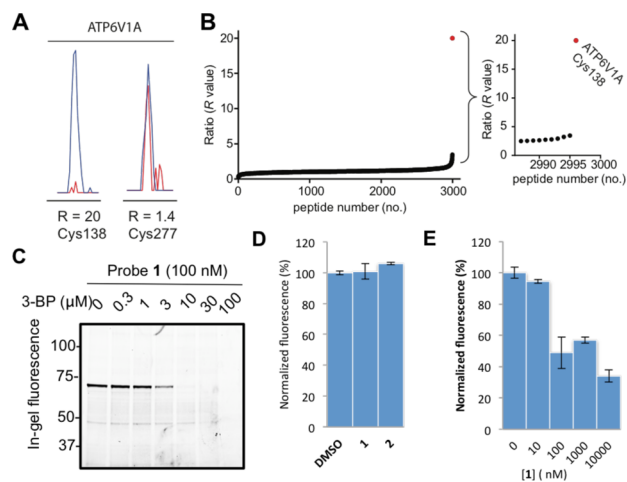 A
ATP6V1A
R = 20
Cys138
R = 1.4
Cys277
B
Ratio (R value)
20
15
10
5
0
0
1000
2000
3000
peptide number (no.)
Ratio (R value)
20
15
10
5
0
ATP6V1A
Cys138
2990 2995 3000
peptide number (no.)
C
Probe 1 (100 nM)
3-BP (μM) 0 0.3 1 3 10 30 100
In-gel fluorescence
100-
75-
50-
37-
D
Normalized fluorescence (%)
120
100
80
60
40
20
0
DMSO 1 2
E
Normalized fluorescence (%)
120
100
80
60
40
20
0
0 10 100 1000 10000
[1] ( nM)